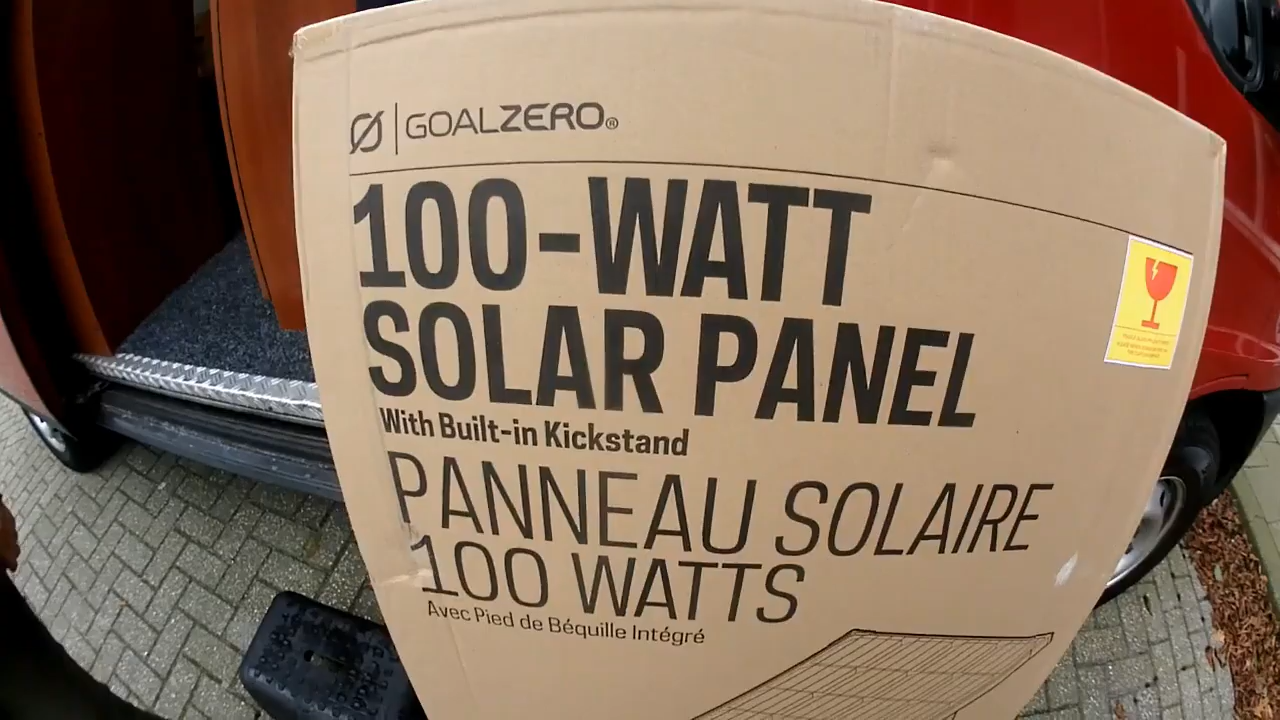 GOALZERO®
100-WATT
SOLAR PANEL
With Built-in Kickstand
PANNEAU SOLAIRE
100 WATTS
Avec Pied de Béquille Intégré